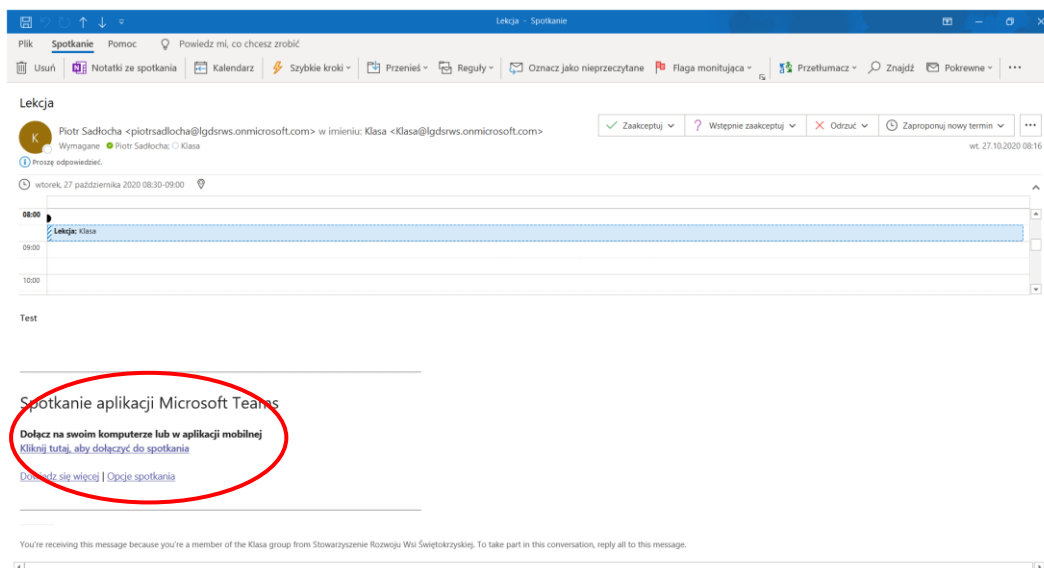 Lekcja - Spotkanie
Plik Spotkanie Pomoc Powiedz mi, co chcesz zrobić
Usuń Notatki ze spotkania Kalendarz Szybkie kroki Przenieś Reguły Oznacz jako nieprzeczytane Flaga monitująca Przetłumacz Znajdź Pokrewne ...
Lekcja
K
Piotr Sadłocha <piotrsadlocha@lgdsrws.onmicrosoft.com> w imieniu: Klasa <Klasa@lgdsrws.onmicrosoft.com>
Zaakceptuj Wstępnie zaakceptuj Odrzuć Zaproponuj nowy termin ...
Wymagane Piotr Sadłocha; Klasa
wt. 27.10.2020 08:16
Proszę odpowiedzieć.
wtorek, 27 października 2020 08:30-09:00
08:00
Lekcja: Klasa
09:00
10:00
Test
Spotkanie aplikacji Microsoft Teams
Dołącz na swoim komputerze lub w aplikacji mobilnej
Kliknij tutaj, aby dołączyć do spotkania
Dowiedz się więcej | Opcje spotkania
You're receiving this message because you're a member of the Klasa group from Stowarzyszenie Rozwoju Wsi Świętokrzyskiej. To take part in this conversation, reply all to this message.